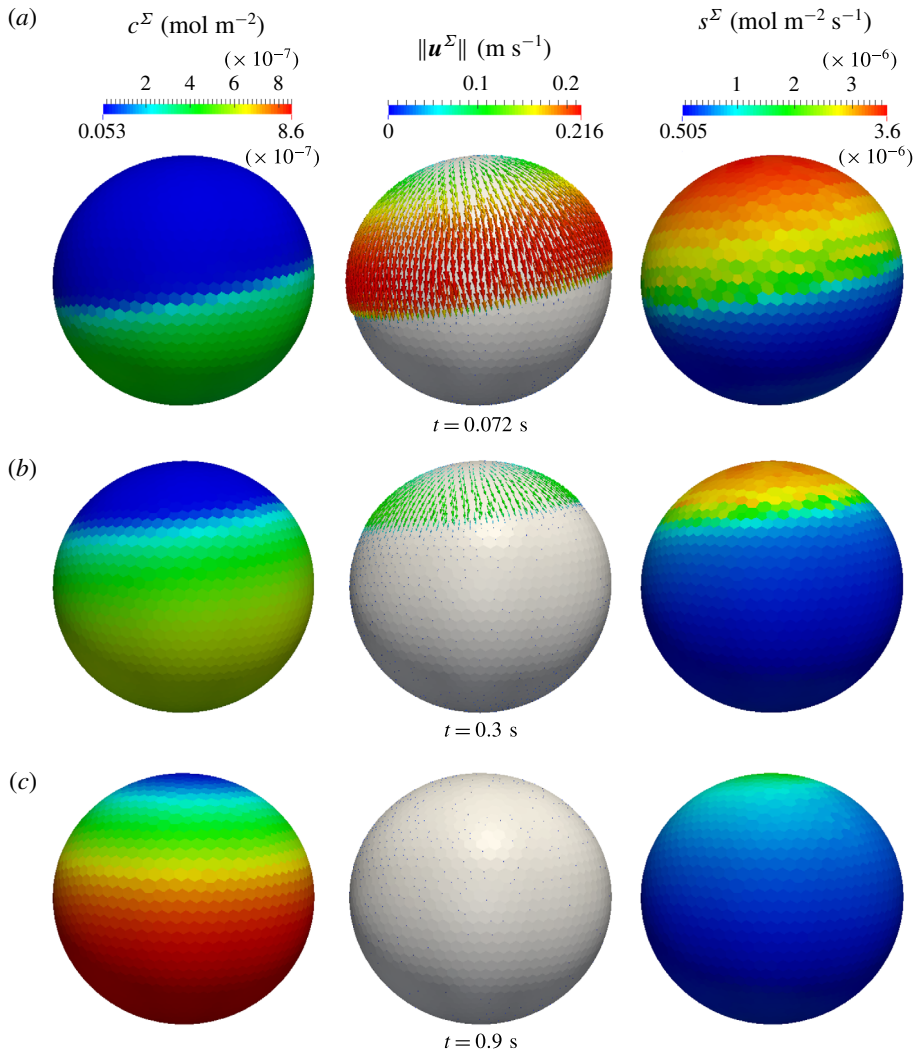 (a)
c^Σ (mol m⁻²)
(× 10⁻⁷)
2 4 6 8
0.053 8.6
(× 10⁻⁷)
‖u^Σ‖ (m s⁻¹)
0.1 0.2
0 0.216
s^Σ (mol m⁻² s⁻¹)
(× 10⁻⁶)
1 2 3
0.505 3.6
(× 10⁻⁶)
t = 0.072 s
(b)
t = 0.3 s
(c)
t = 0.9 s